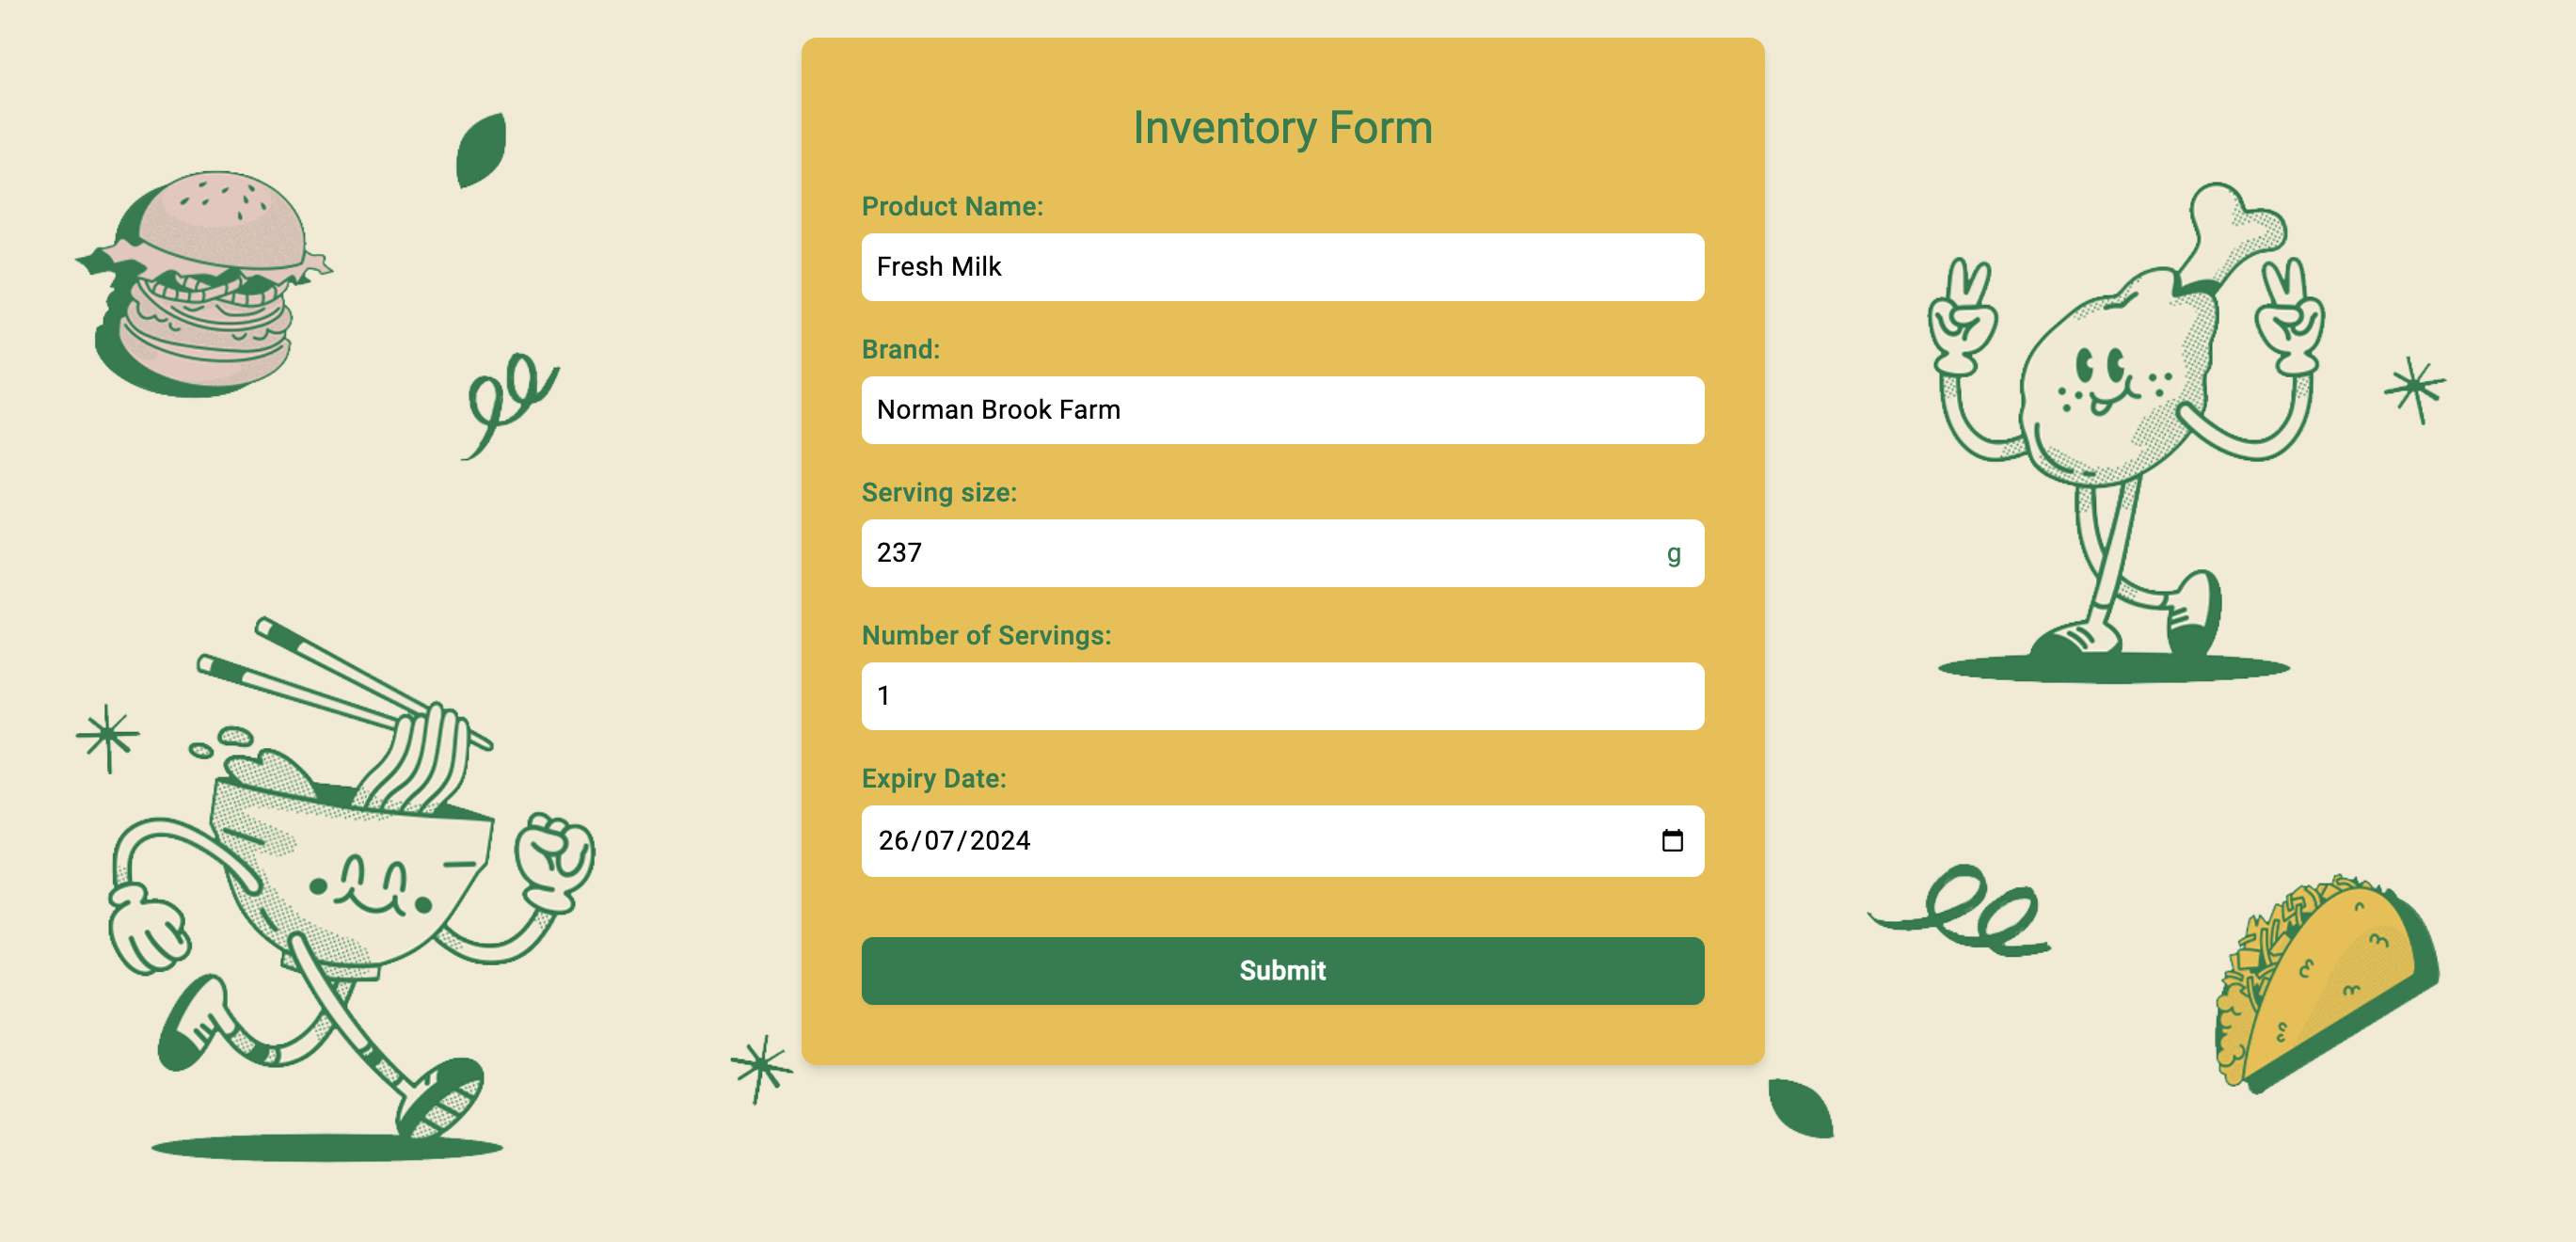 Inventory Form
Product Name:
Fresh Milk
Brand:
Norman Brook Farm
Serving size:
237 g
Number of Servings:
1
Expiry Date:
26/07/2024
Submit